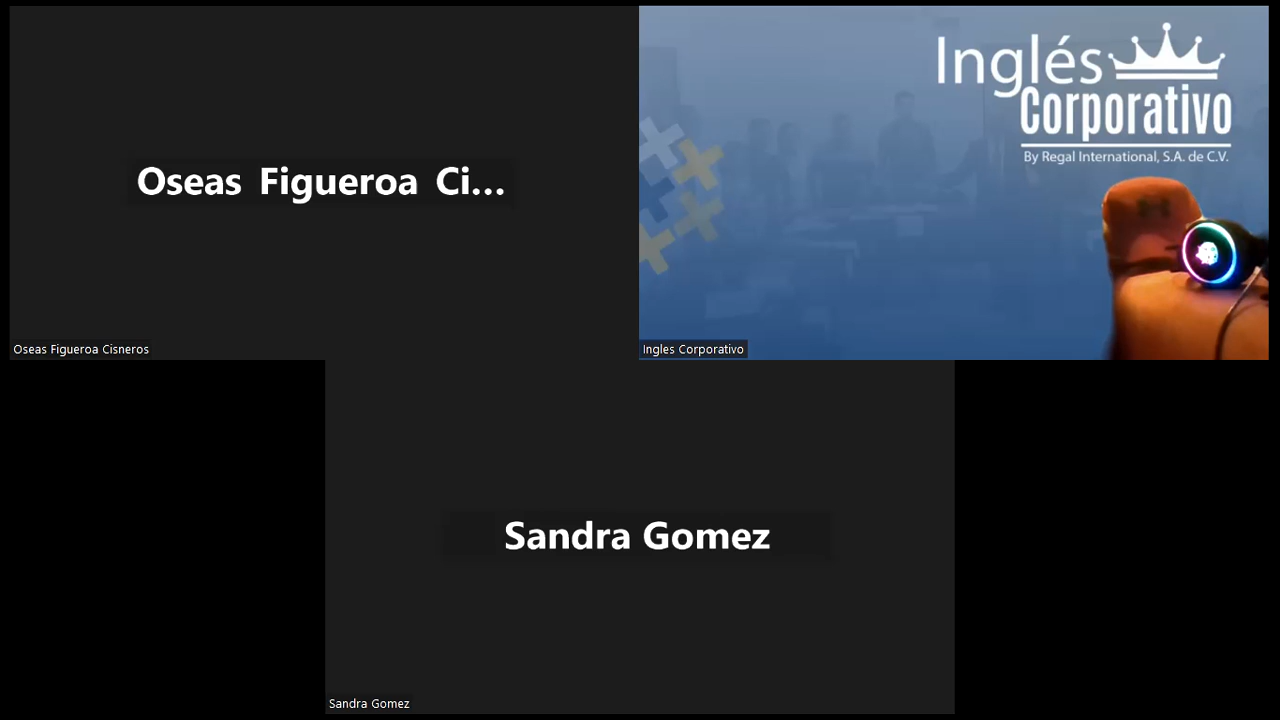 Oseas Figueroa Ci...
Oseas Figueroa Cisneros
Inglés
Corporativo
By Regal International, S.A. de C.V.
Ingles Corporativo
Sandra Gomez
Sandra Gomez